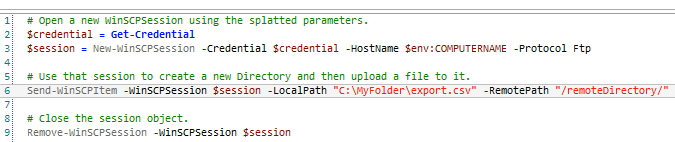 1 # Open a new WinSCPSession using the splatted parameters.
2 $credential = Get-Credential
3 $session = New-WinSCPSession -Credential $credential -HostName $env:COMPUTERNAME -Protocol Ftp
4
5 # Use that session to create a new Directory and then upload a file to it.
6 Send-WinSCPItem -WinSCPSession $session -LocalPath "C:\MyFolder\export.csv" -RemotePath "/remoteDirectory/"
7
8 # Close the session object.
9 Remove-WinSCPSession -WinSCPSession $session